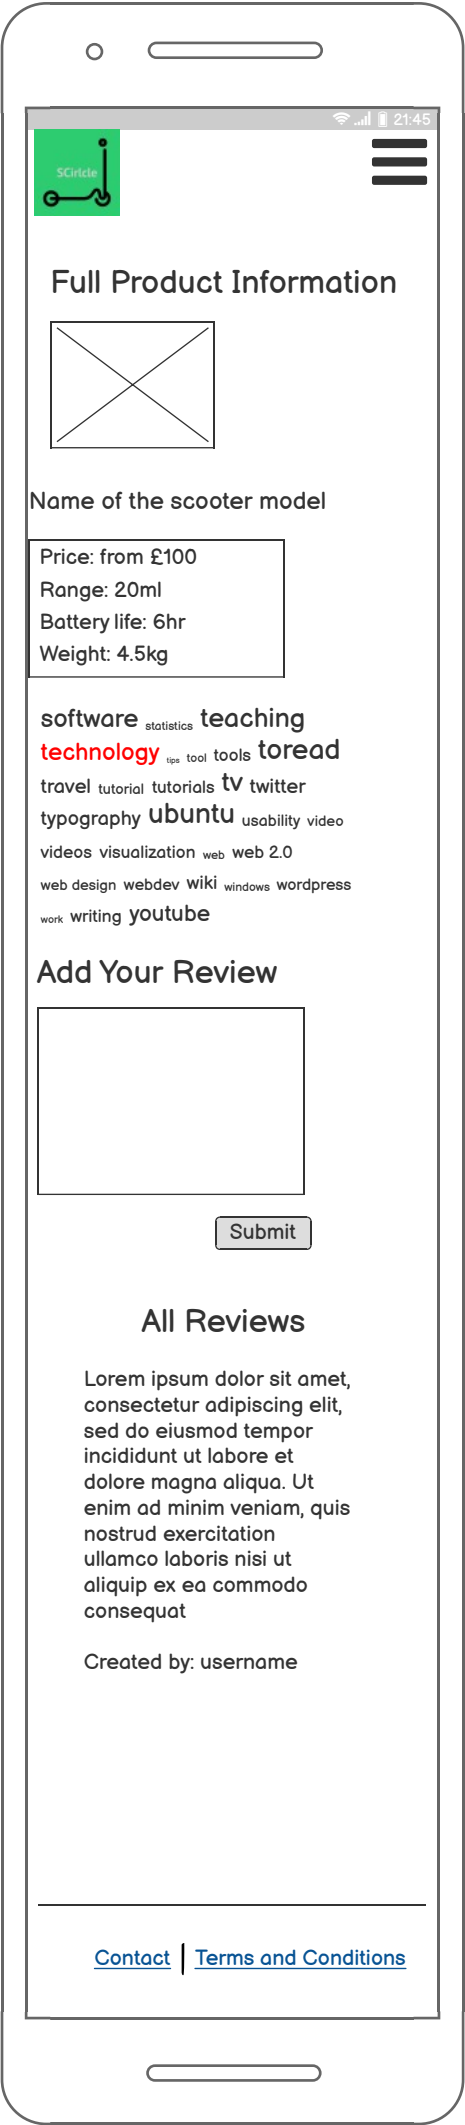 21:45
SCirlcle
Full Product Information
Name of the scooter model
Price: from £100
Range: 20ml
Battery life: 6hr
Weight: 4.5kg
software statistics teaching
technology tips tool tools toread
travel tutorial tutorials tv twitter
typography ubuntu usability video
videos visualization web web 2.0
web design webdev wiki windows wordpress
work writing youtube
Add Your Review
Submit
All Reviews
Lorem ipsum dolor sit amet,
consectetur adipiscing elit,
sed do eiusmod tempor
incididunt ut labore et
dolore magna aliqua. Ut
enim ad minim veniam, quis
nostrud exercitation
ullamco laboris nisi ut
aliquip ex ea commodo
consequat
Created by: username
Contact | Terms and Conditions